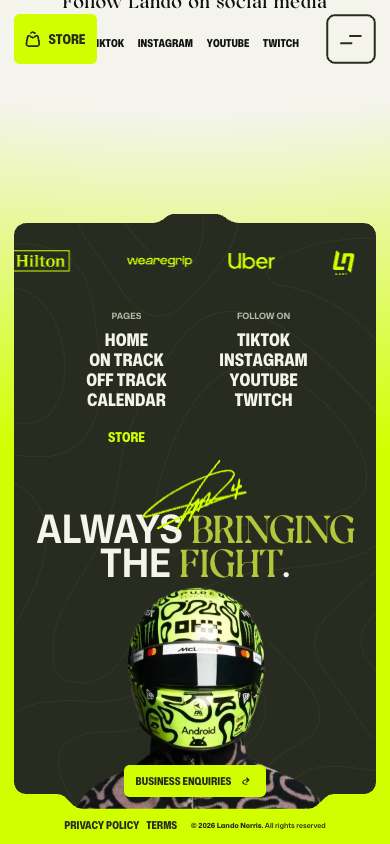 Follow Lando on social media
STORE
IKTOK INSTAGRAM YOUTUBE TWITCH
Hilton wearegrip Uber
PAGES FOLLOW ON
HOME TIKTOK
ON TRACK INSTAGRAM
OFF TRACK YOUTUBE
CALENDAR TWITCH
STORE
ALWAYS BRINGING
THE FIGHT.
McLaren
Android
BUSINESS ENQUIRIES
PRIVACY POLICY TERMS © 2026 Lando Norris. All rights reserved